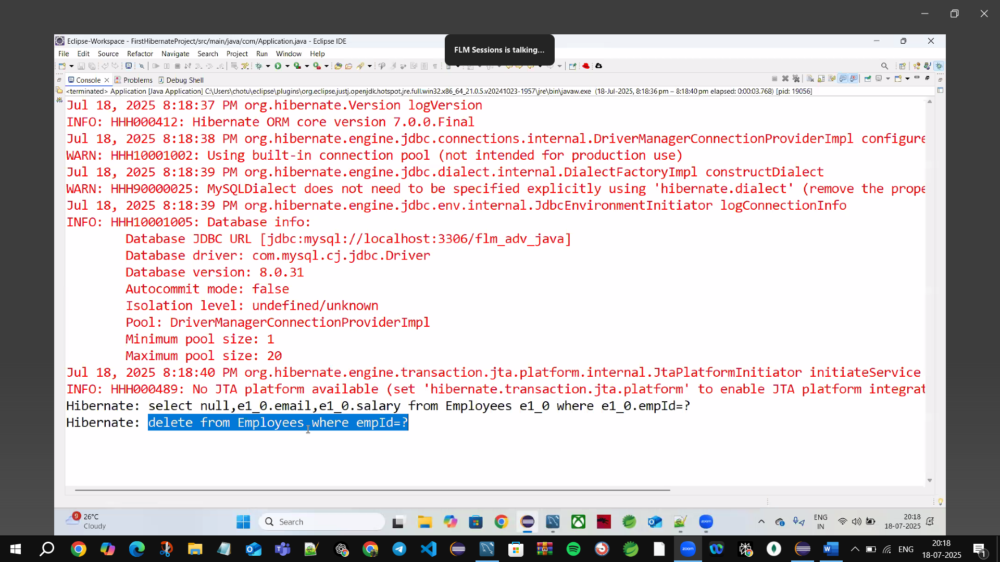 Eclipse-Workspace - FirstHibernateProject/src/main/java/com/Application.java - Eclipse IDE
FLM Sessions is talking...
File Edit Source Refactor Navigate Search Project Run Window Help
Console Problems Debug Shell
<terminated> Application [Java Application] C:\Users\chotu\eclipse\plugins\org.eclipse.justj.openjdk.hotspot.jre.full.win32.x86_64_21.0.5.v20241023-1957\jre\bin\javaw.exe (18-Jul-2025, 8:18:36 pm – 8:18:40 pm elapsed: 0:00:03.768) [pid: 19056]
Jul 18, 2025 8:18:37 PM org.hibernate.Version logVersion
INFO: HHH000412: Hibernate ORM core version 7.0.0.Final
Jul 18, 2025 8:18:38 PM org.hibernate.engine.jdbc.connections.internal.DriverManagerConnectionProviderImpl configure
WARN: HHH10001002: Using built-in connection pool (not intended for production use)
Jul 18, 2025 8:18:39 PM org.hibernate.engine.jdbc.dialect.internal.DialectFactoryImpl constructDialect
WARN: HHH90000025: MySQLDialect does not need to be specified explicitly using 'hibernate.dialect' (remove the prope
Jul 18, 2025 8:18:39 PM org.hibernate.engine.jdbc.env.internal.JdbcEnvironmentInitiator logConnectionInfo
INFO: HHH10001005: Database info:
Database JDBC URL [jdbc:mysql://localhost:3306/flm_adv_java]
Database driver: com.mysql.cj.jdbc.Driver
Database version: 8.0.31
Autocommit mode: false
Isolation level: undefined/unknown
Pool: DriverManagerConnectionProviderImpl
Minimum pool size: 1
Maximum pool size: 20
Jul 18, 2025 8:18:40 PM org.hibernate.engine.transaction.jta.platform.internal.JtaPlatformInitiator initiateService
INFO: HHH000489: No JTA platform available (set 'hibernate.transaction.jta.platform' to enable JTA platform integrat
Hibernate: select null,e1_0.email,e1_0.salary from Employees e1_0 where e1_0.empId=?
Hibernate: delete from Employees where empId=?
9
26°C
Cloudy
Search
zoom
ENG
IN
20:18
18-07-2025
zoom
ENG
20:18
18-07-2025
1